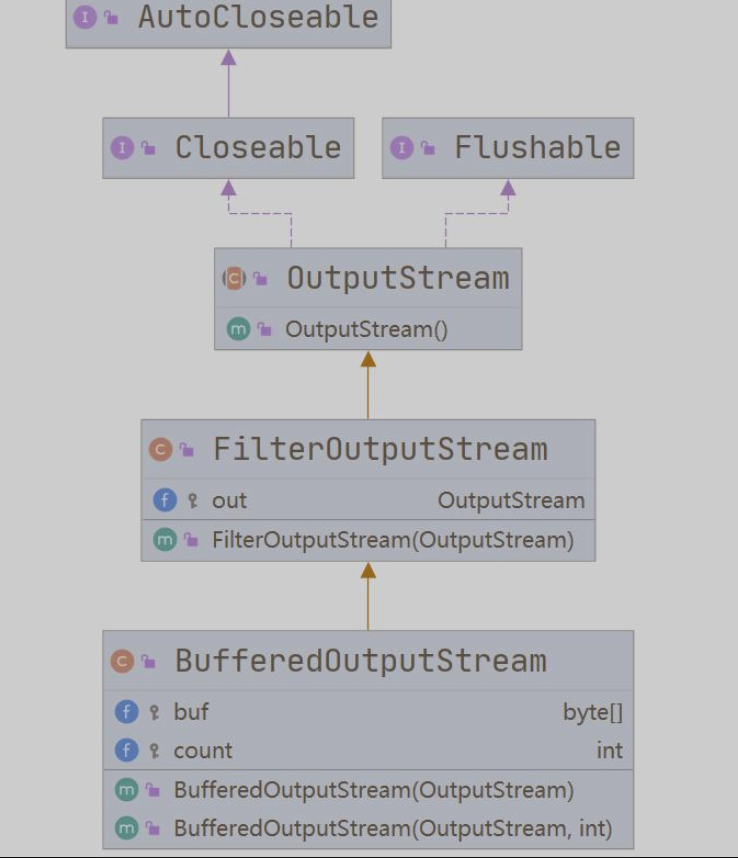 AutoCloseable
Closeable
Flushable
OutputStream
OutputStream()
FilterOutputStream
out OutputStream
FilterOutputStream(OutputStream)
BufferedOutputStream
buf byte[]
count int
BufferedOutputStream(OutputStream)
BufferedOutputStream(OutputStream, int)